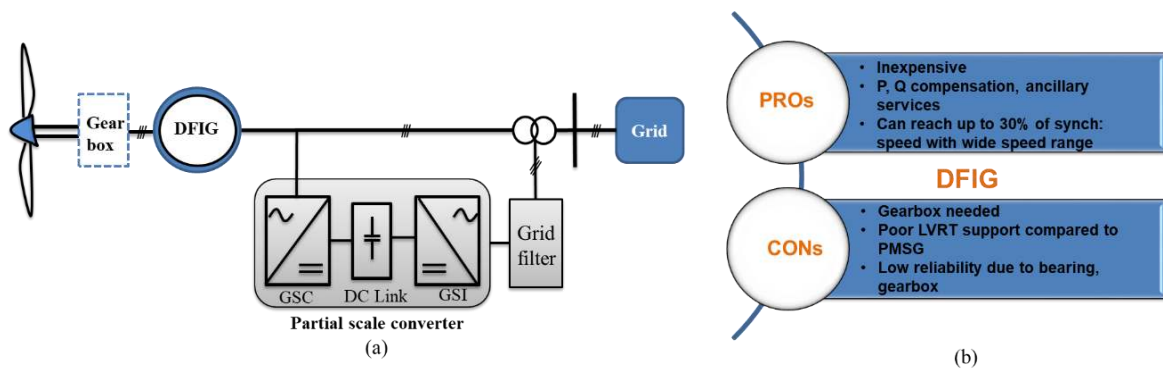 Gear
box
DFIG
Grid
GSC
DC Link
GSI
Grid
filter
Partial scale converter
(a)
PROs
• Inexpensive
• P, Q compensation, ancillary
services
• Can reach up to 30% of synch:
speed with wide speed range
DFIG
CONs
• Gearbox needed
• Poor LVRT support compared to
PMSG
• Low reliability due to bearing,
gearbox
(b)